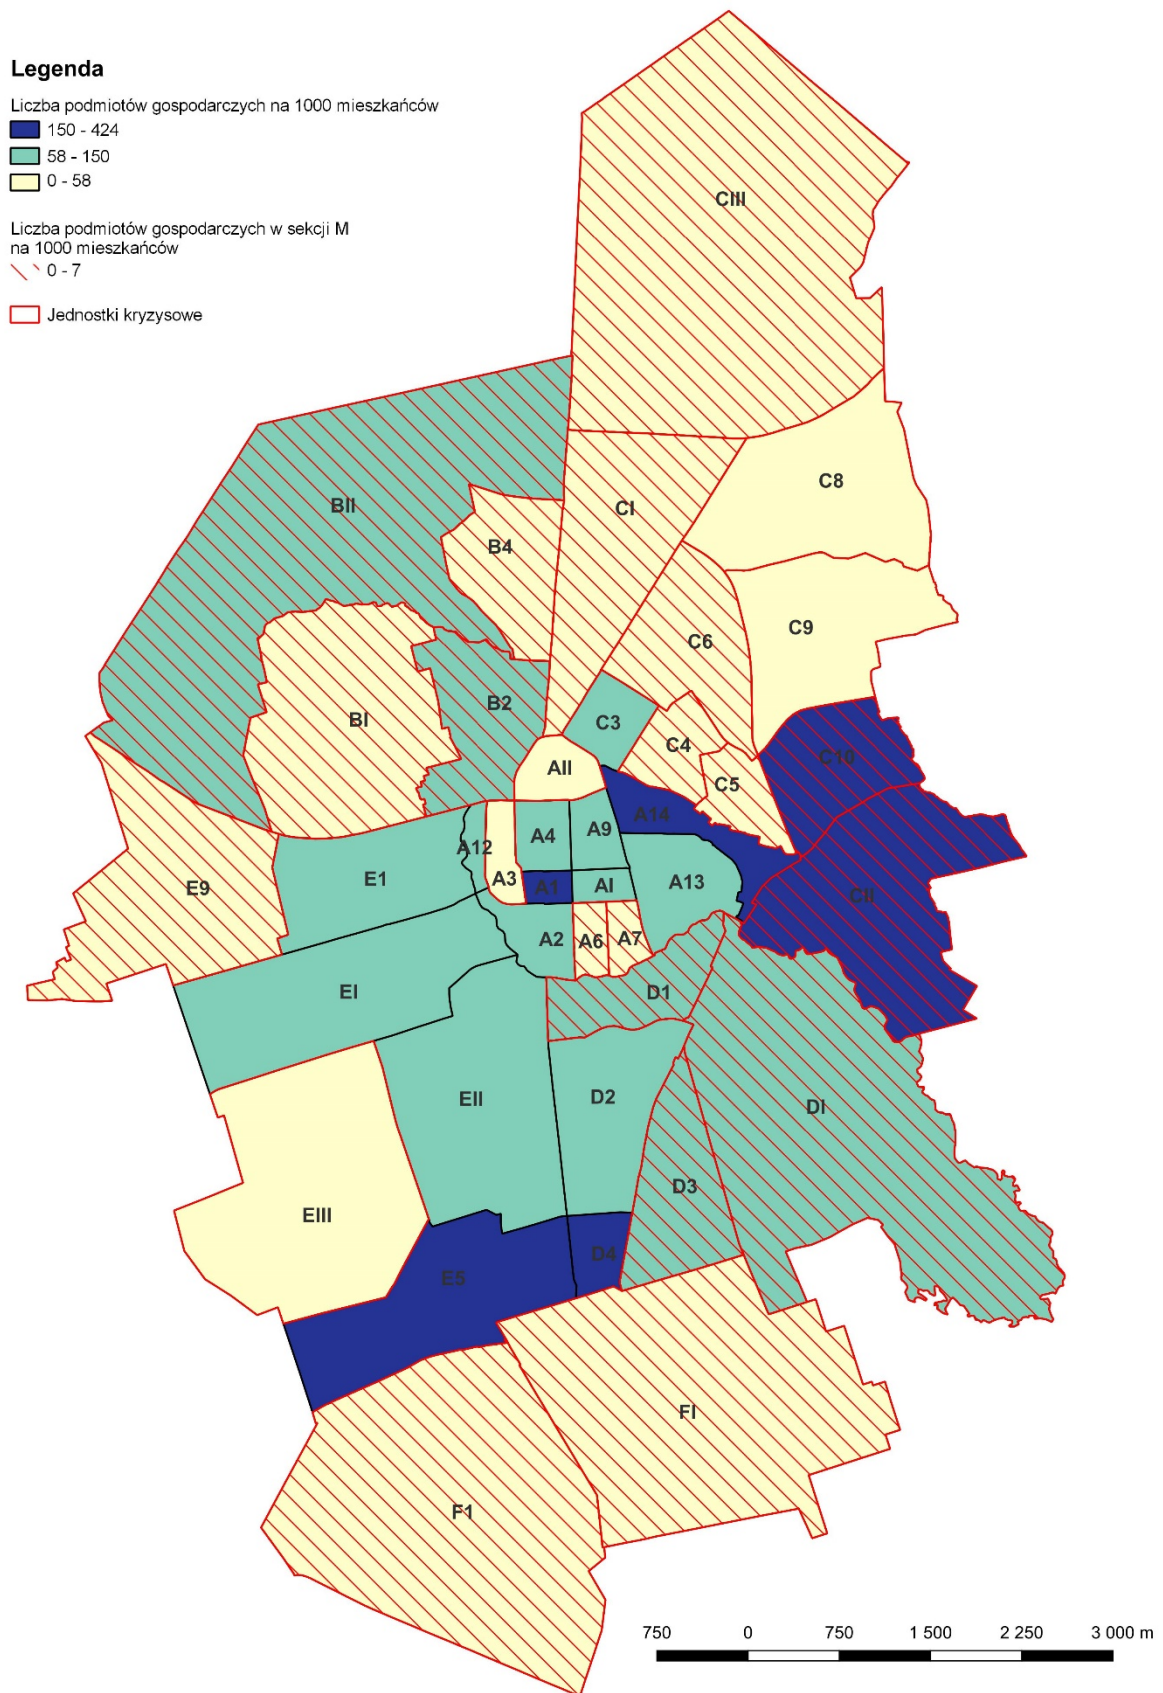 Legenda
Liczba podmiotów gospodarczych na 1000 mieszkańców
150 - 424
58 - 150
0 - 58
Liczba podmiotów gospodarczych w sekcji M
na 1000 mieszkańców
0 - 7
Jednostki kryzysowe
CIII
C8
BII
CI
B4
C9
C6
B2
BI
C3
C4
C10
AII
C5
A14
A4
A9
A12
E1
A3
A1
AI
A13
E9
CII
A2
A6
A7
EI
D1
EII
D2
DI
D3
EIII
D4
E5
FI
F1
750 0 750 1 500 2 250 3 000 m